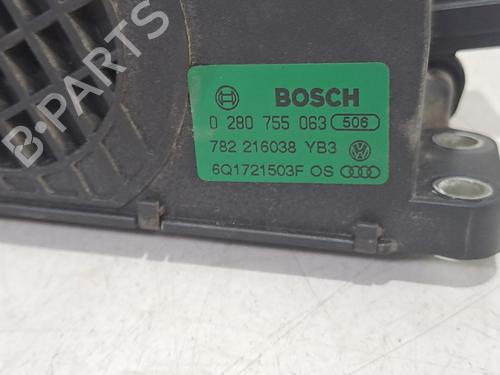 BOSCH
0 280 755 063 506
782 216038 YB3
6Q1721503F OS
B-PARTS